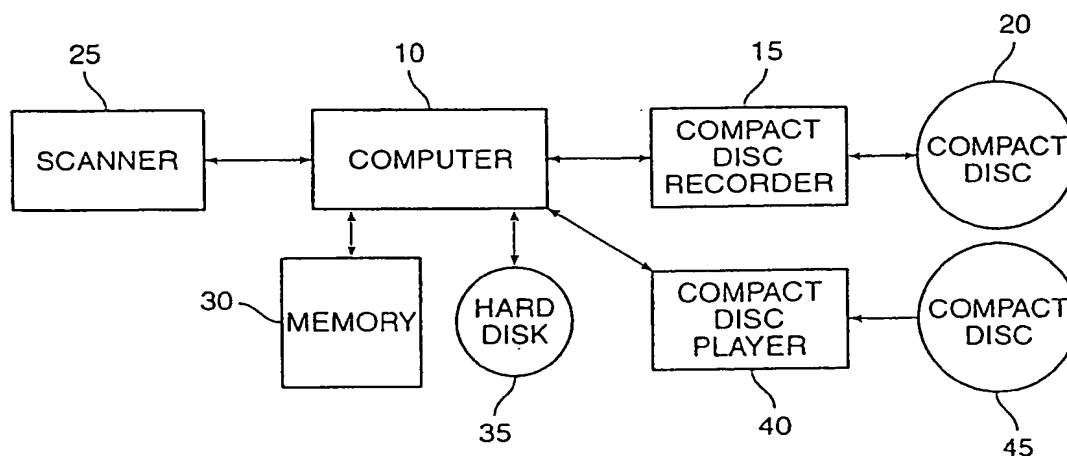 25
10
15
20
SCANNER
COMPUTER
COMPACT
DISC
RECORDER
COMPACT
DISC
30
MEMORY
HARD
DISK
COMPACT
DISC
PLAYER
COMPACT
DISC
35
40
45